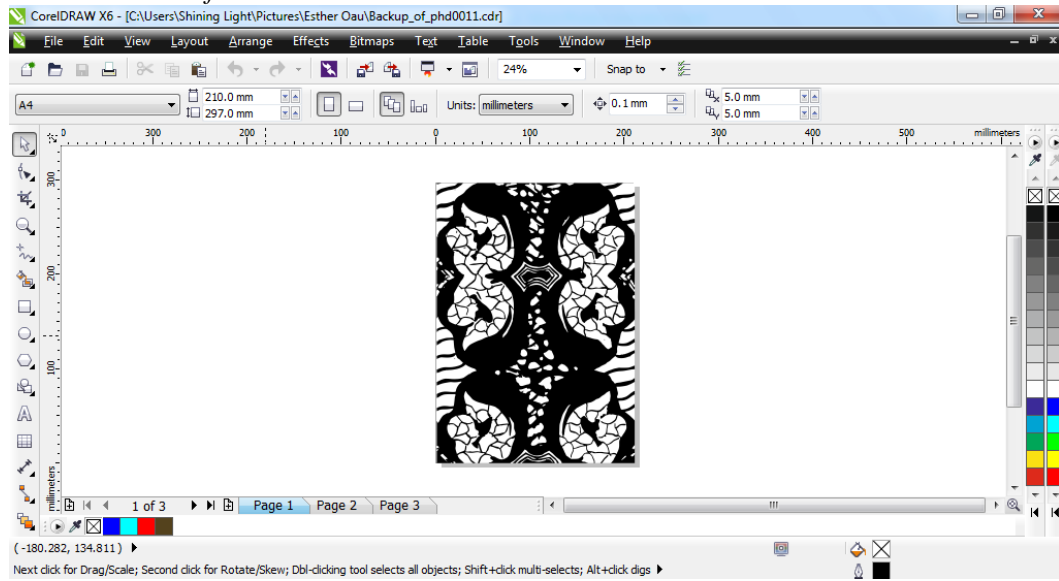 CorelDRAW X6 - [C:\Users\Shining Light\Pictures\Esther Oau\Backup_of_phd0011.cdr]
File Edit View Layout Arrange Effects Bitmaps Text Table Tools Window Help
24% Snap to
A4 210.0 mm 297.0 mm Units: millimeters 0.1 mm 5.0 mm 5.0 mm
300 200 100 0 100 200 300 400 500 millimeters
300
200
100
millimeters
1 of 3 Page 1 Page 2 Page 3
(-180.282, 134.811)
Next click for Drag/Scale; Second click for Rotate/Skew; Dbl-clicking tool selects all objects; Shift+click multi-selects; Alt+click digs